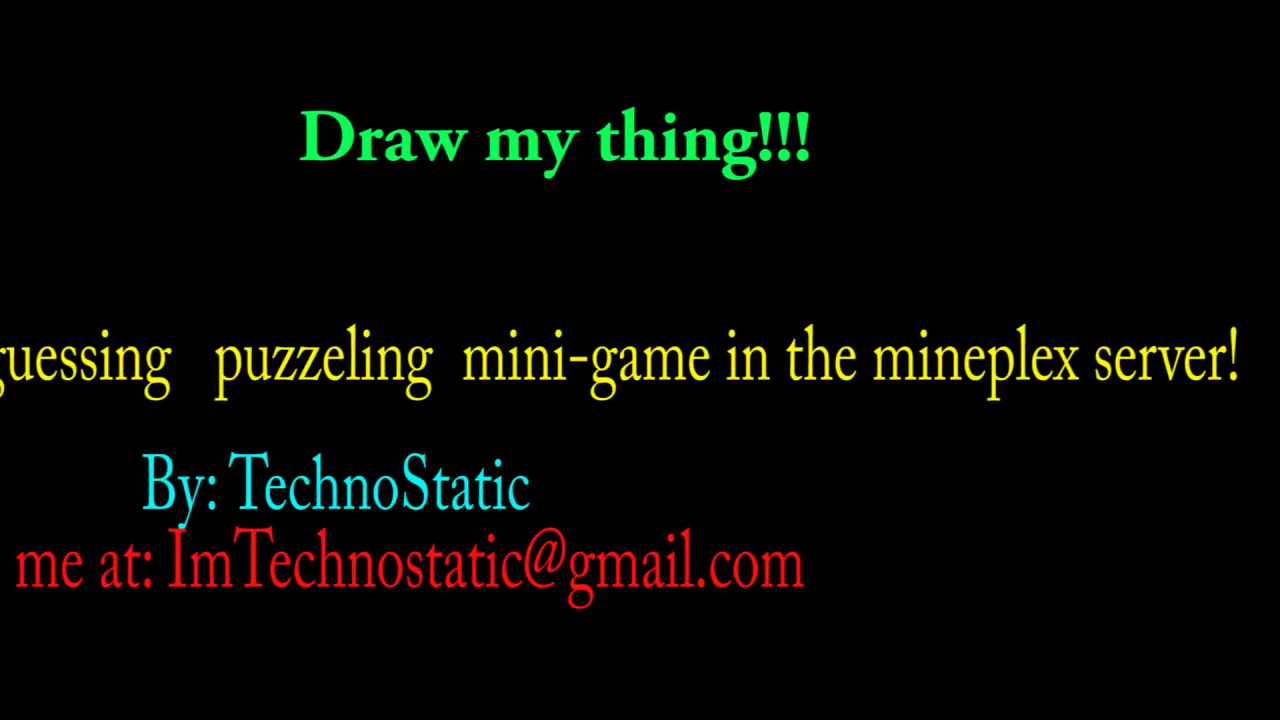 Draw my thing!!!
guessing puzzeling mini-game in the mineplex server!
By: TechnoStatic
me at: ImTechnostatic@gmail.com